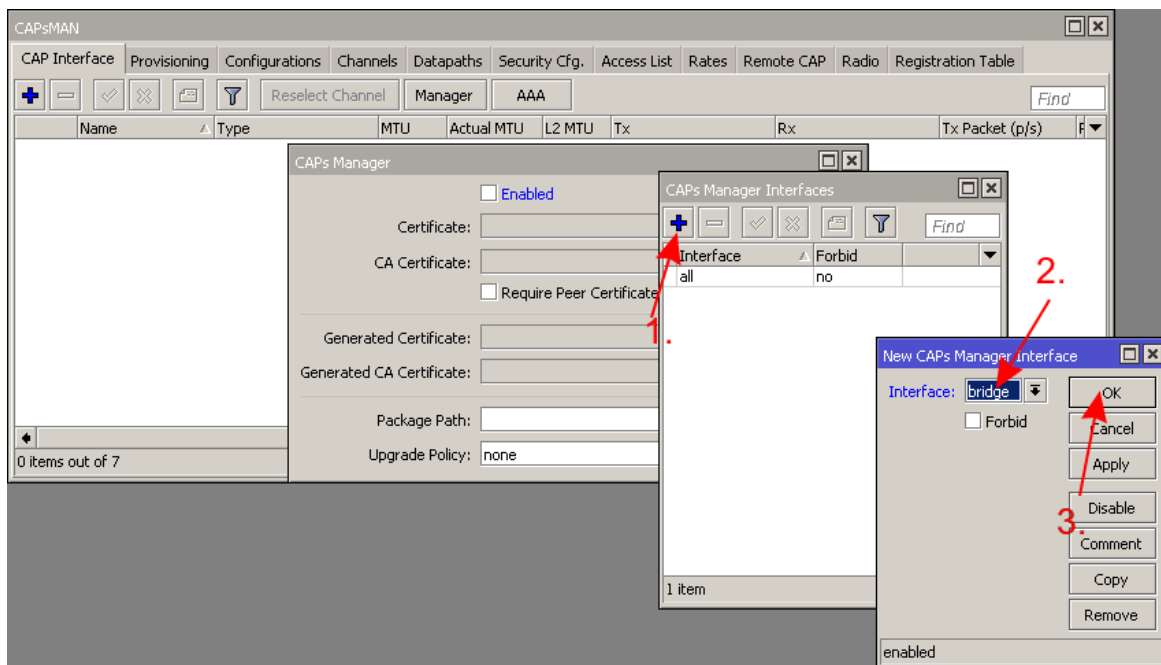 CAPsMAN
CAP Interface Provisioning Configurations Channels Datapaths Security Cfg. Access List Rates Remote CAP Radio Registration Table
Reselect Channel Manager AAA Find
Name Type MTU Actual MTU L2 MTU Tx Rx Tx Packet (p/s)
0 items out of 7
CAPs Manager
Enabled
Certificate:
CA Certificate:
Require Peer Certificate
Generated Certificate:
Generated CA Certificate:
Package Path:
Upgrade Policy: none
CAPs Manager Interfaces
Find
Interface Forbid
all no
1 item
1.
2.
New CAPs Manager Interface
Interface: bridge
Forbid
OK
Cancel
Apply
Disable
Comment
Copy
Remove
3.
enabled